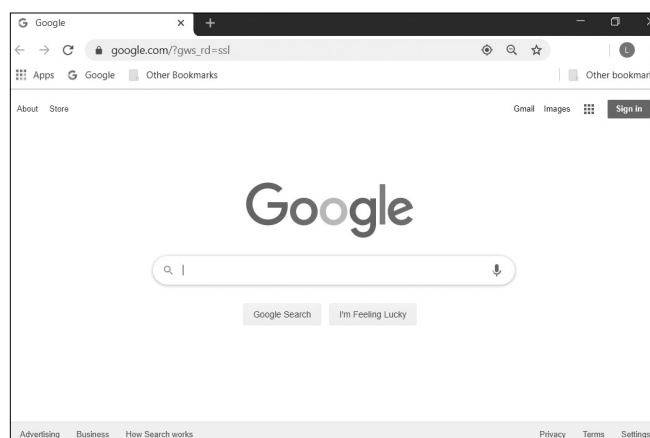 G Google × +
google.com/?gws_rd=ssl L
Apps G Google Other Bookmarks Other bookmar
About Store Gmail Images Sign in
Google
Google Search I'm Feeling Lucky
Advertising Business How Search works Privacy Terms Settings